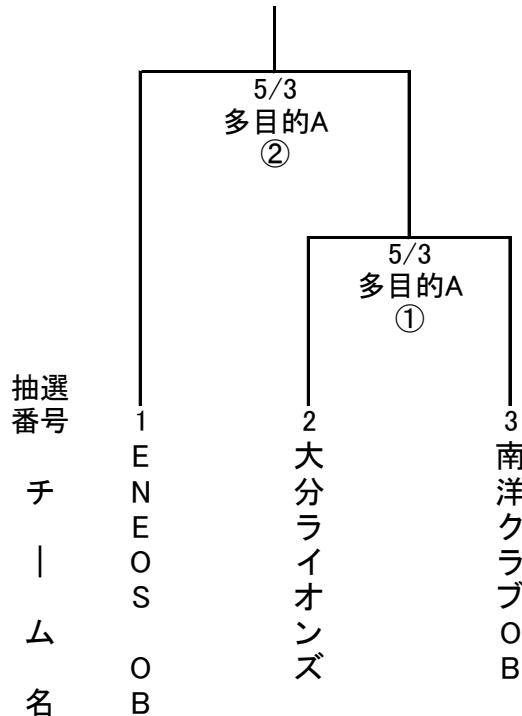 5/3
多目的A
②
5/3
多目的A
①
抽選
番号
1
2
3
チーム名
ENEOS OB
大分ライオンズ
南洋クラブOB